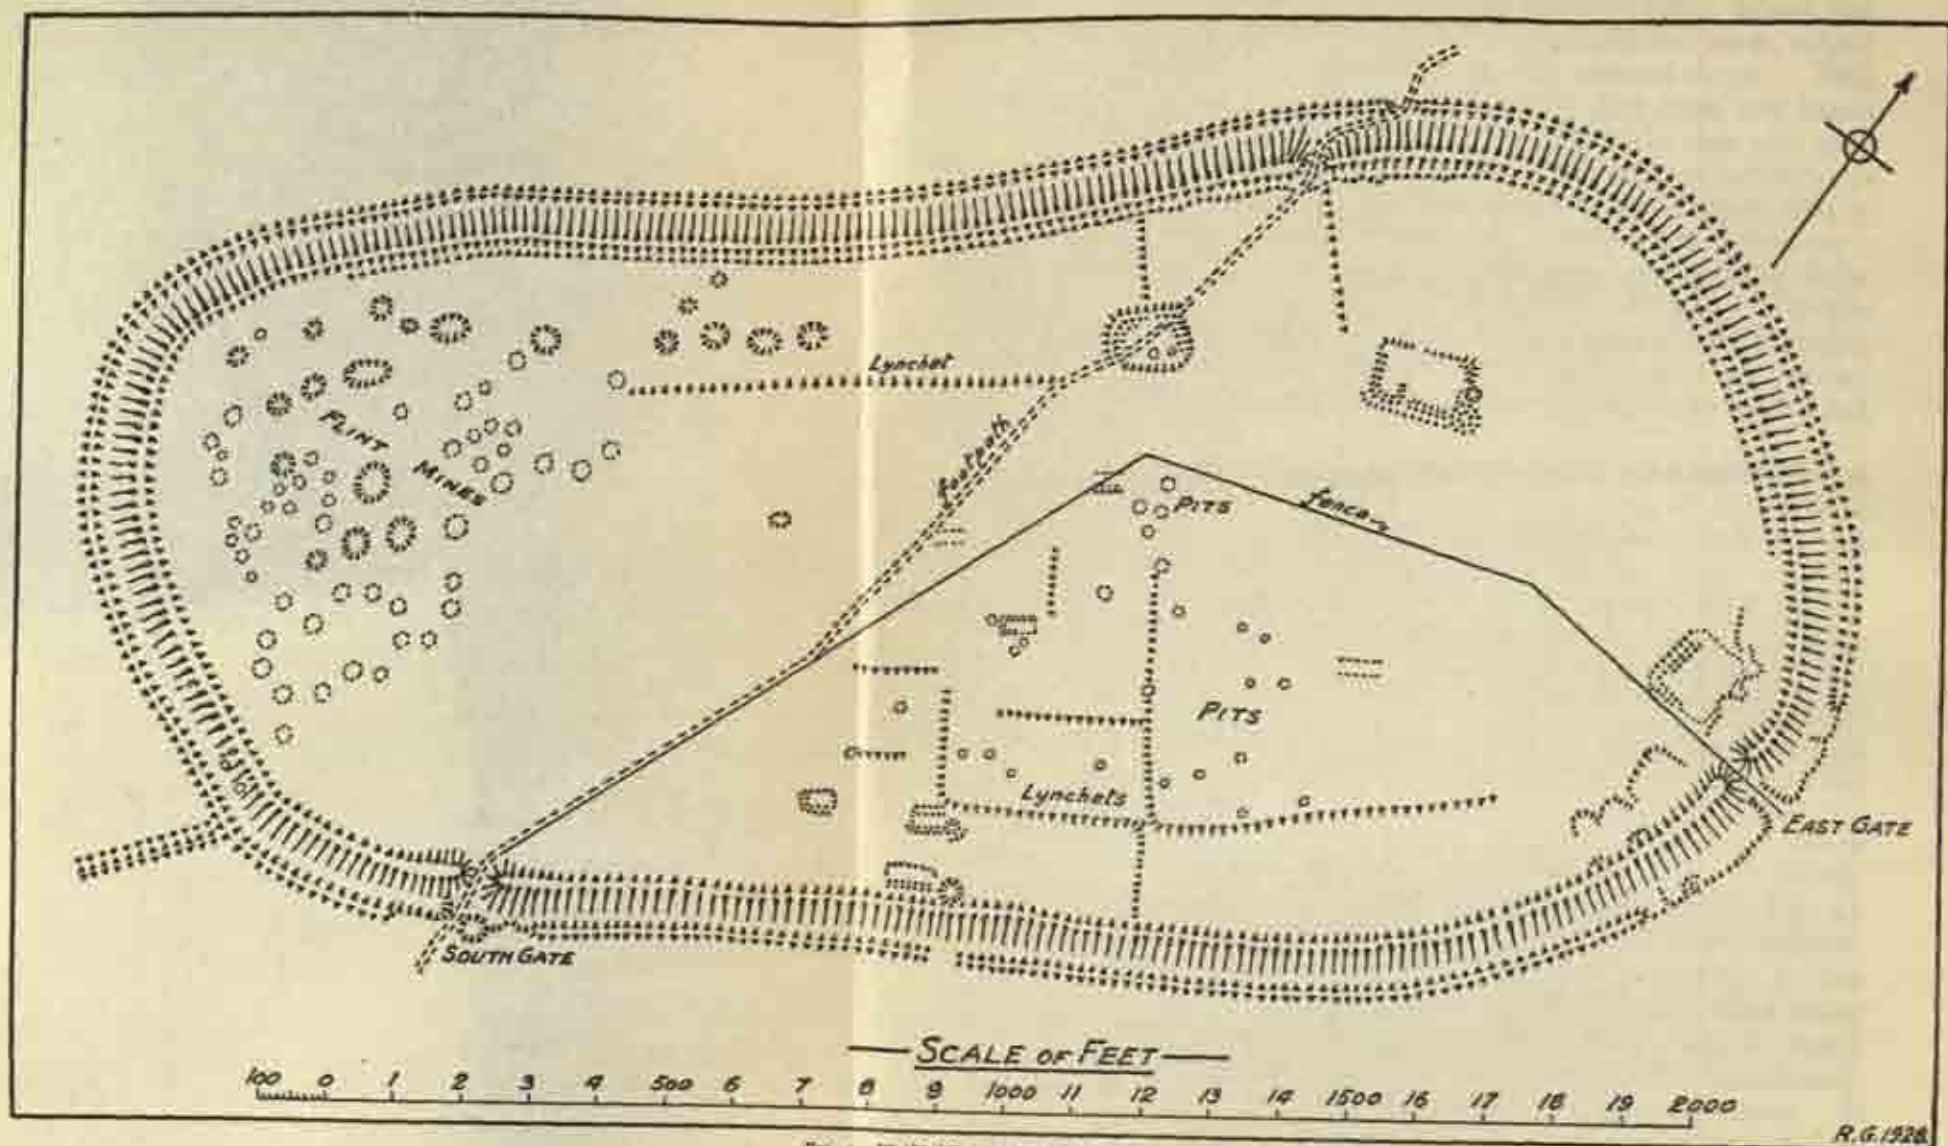 Lynchet
FLINT
MINES
Footpath
PITS
fence
PITS
Lynchets
EAST GATE
SOUTH GATE
SCALE OF FEET
100 0 1 2 3 4 500 6 7 8 9 1000 11 12 13 14 1500 16 17 18 19 2000
R.G. 1928